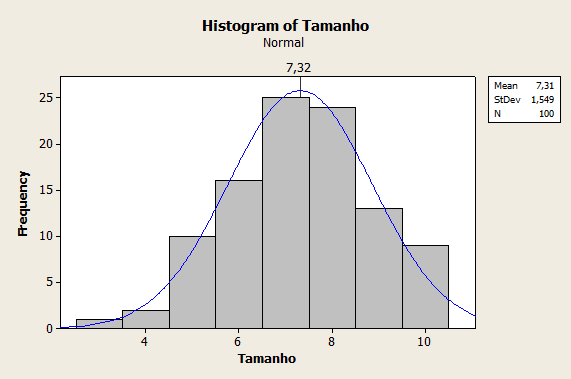 Histogram of Tamanho
Normal
7,32
Mean 7,31
StDev 1,549
N 100
Frequency
25
20
15
10
5
0
4 6 8 10
Tamanho